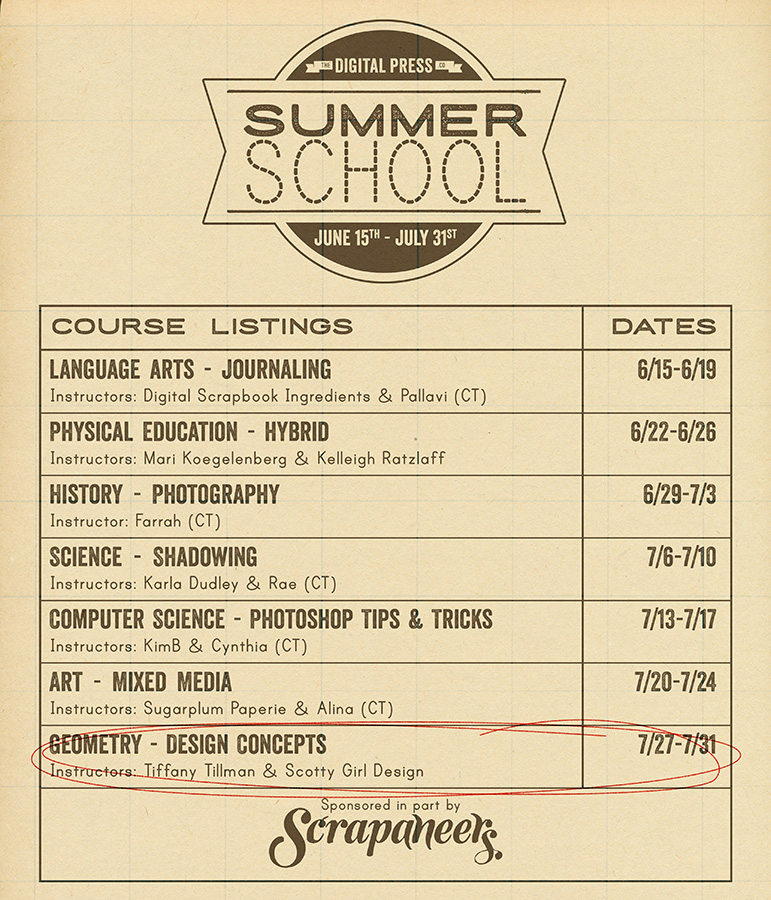 THE DIGITAL PRESS CO
SUMMER
SCHOOL
JUNE 15TH - JULY 31ST
COURSE LISTINGS DATES
LANGUAGE ARTS - JOURNALING 6/15-6/19
Instructors: Digital Scrapbook Ingredients & Pallavi (CT)
PHYSICAL EDUCATION - HYBRID 6/22-6/26
Instructors: Mari Koegelenberg & Kelleigh Ratzlaff
HISTORY - PHOTOGRAPHY 6/29-7/3
Instructor: Farrah (CT)
SCIENCE - SHADOWING 7/6-7/10
Instructors: Karla Dudley & Rae (CT)
COMPUTER SCIENCE - PHOTOSHOP TIPS & TRICKS 7/13-7/17
Instructors: KimB & Cynthia (CT)
ART - MIXED MEDIA 7/20-7/24
Instructors: Sugarplum Paperie & Alina (CT)
GEOMETRY - DESIGN CONCEPTS 7/27-7/31
Instructors: Tiffany Tillman & Scotty Girl Design
Sponsored in part by
Scrapaneers.